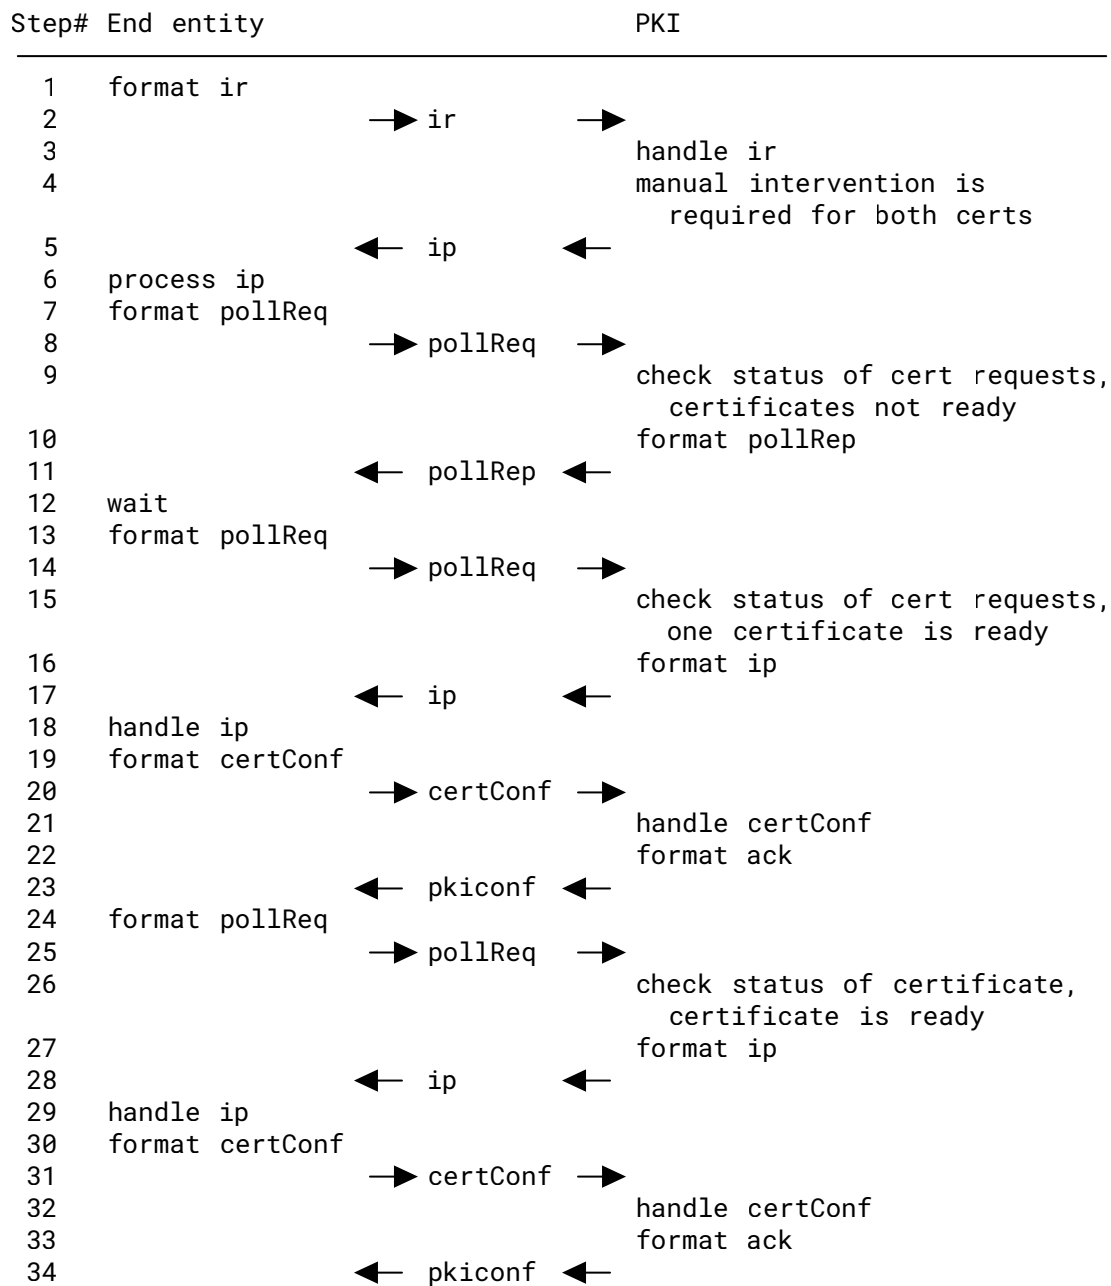 Step# End entity PKI
1 format ir
2 ir
3 handle ir
4 manual intervention is
required for both certs
5 ip
6 process ip
7 format pollReq
8 pollReq
9 check status of cert requests,
certificates not ready
10 format pollRep
11 pollRep
12 wait
13 format pollReq
14 pollReq
15 check status of cert requests,
one certificate is ready
16 format ip
17 ip
18 handle ip
19 format certConf
20 certConf
21 handle certConf
22 format ack
23 pkiconf
24 format pollReq
25 pollReq
26 check status of certificate,
certificate is ready
27 format ip
28 ip
29 handle ip
30 format certConf
31 certConf
32 handle certConf
33 format ack
34 pkiconf